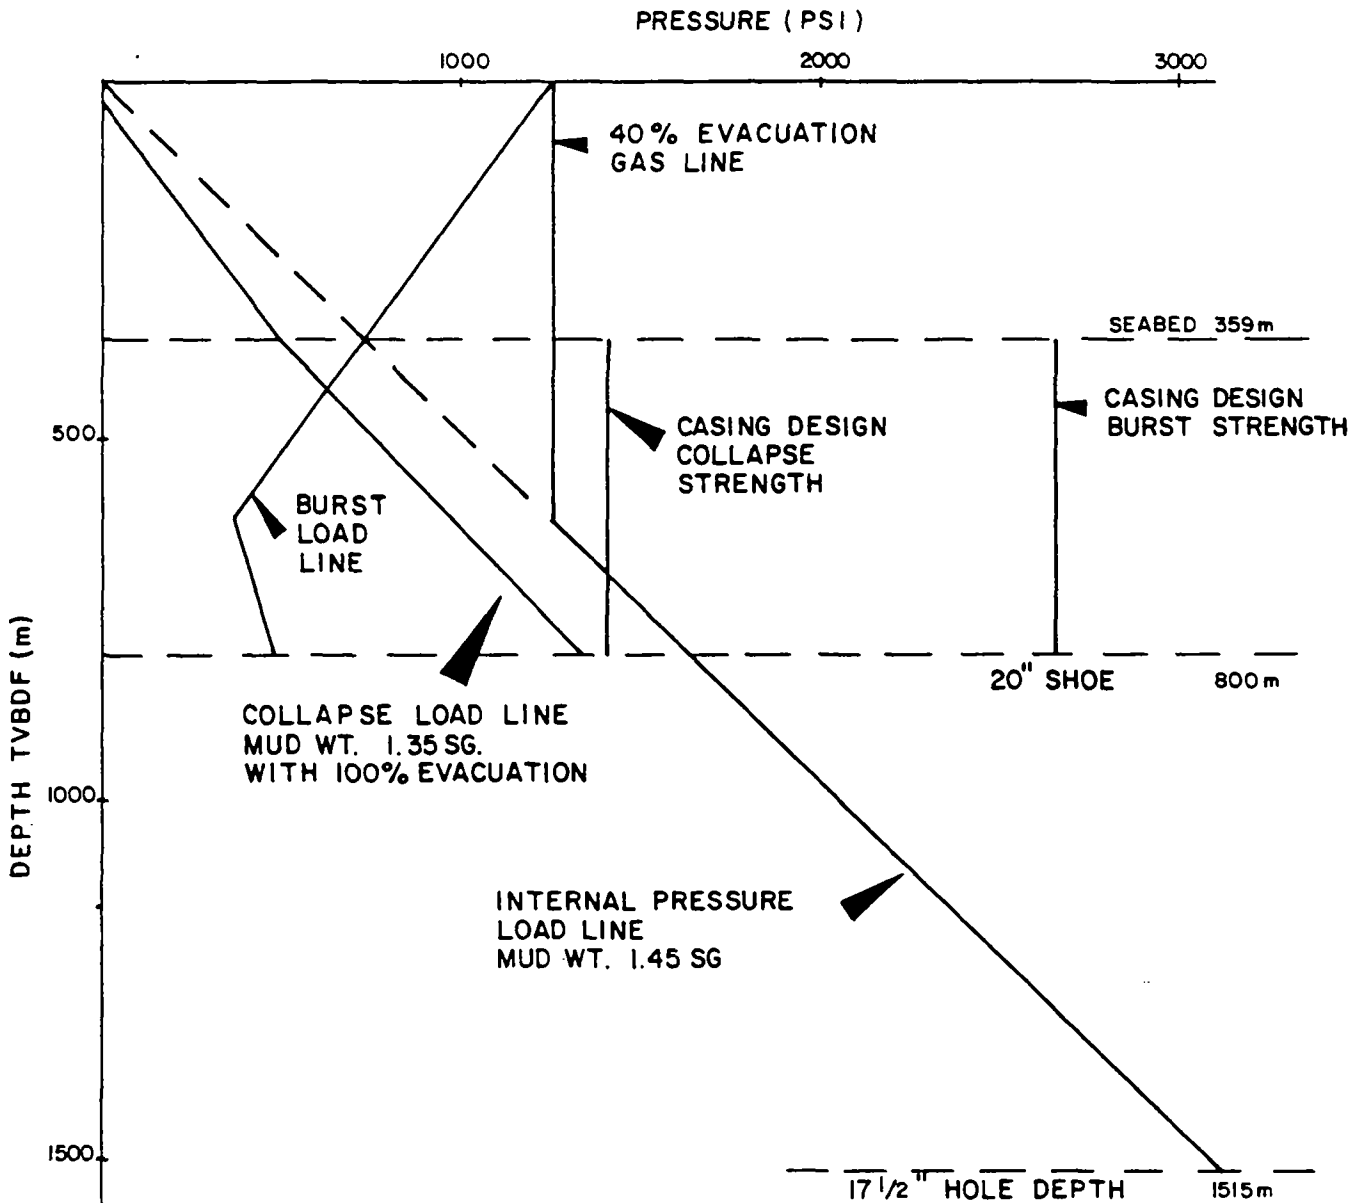 PRESSURE (PSI)
1000
2000
3000
40% EVACUATION
GAS LINE
SEABED 359m
CASING DESIGN
BURST STRENGTH
CASING DESIGN
COLLAPSE
STRENGTH
500
BURST
LOAD
LINE
DEPTH TVBDF (m)
20" SHOE
800m
COLLAPSE LOAD LINE
MUD WT. 1.35 SG.
WITH 100% EVACUATION
1000
INTERNAL PRESSURE
LOAD LINE
MUD WT. 1.45 SG
1500
17 1/2" HOLE DEPTH
1515m